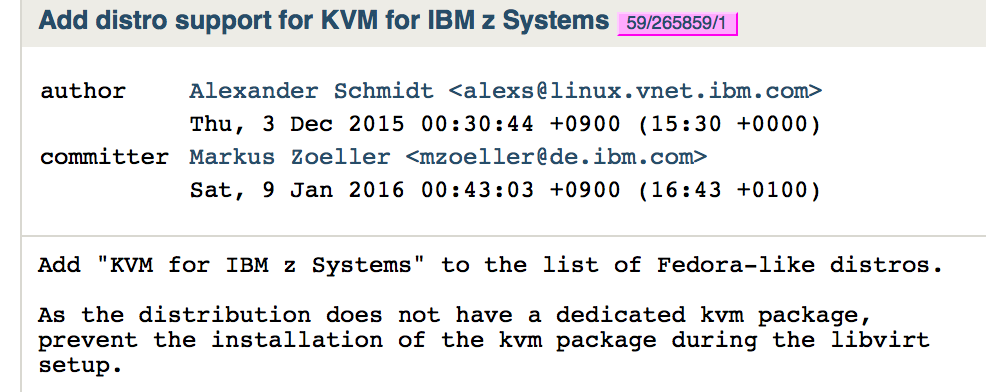 Add distro support for KVM for IBM z Systems 59/265859/1
author Alexander Schmidt <alexs@linux.vnet.ibm.com>
Thu, 3 Dec 2015 00:30:44 +0900 (15:30 +0000)
committer Markus Zoeller <mzoeller@de.ibm.com>
Sat, 9 Jan 2016 00:43:03 +0900 (16:43 +0100)
Add "KVM for IBM z Systems" to the list of Fedora-like distros.
As the distribution does not have a dedicated kvm package,
prevent the installation of the kvm package during the libvirt
setup.